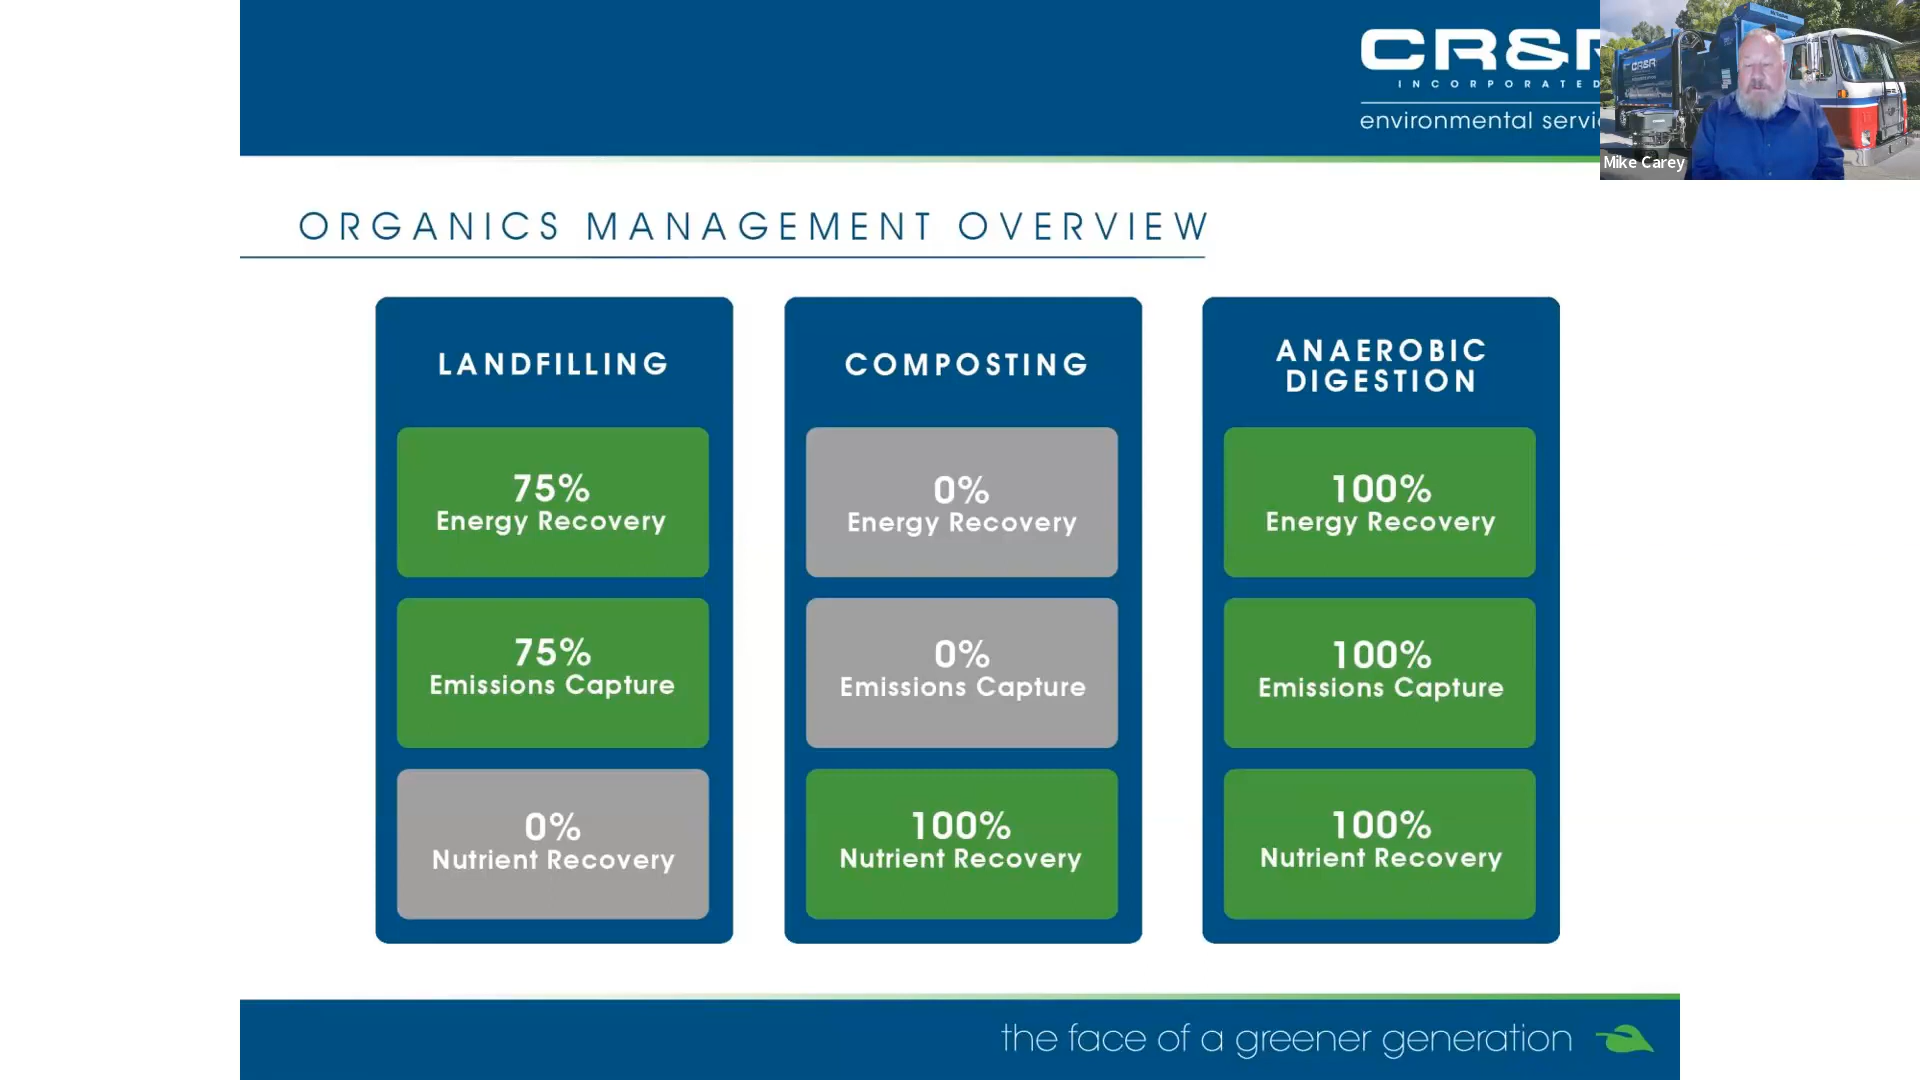 CR&R
INCORPORATED
environmental servi
CR&R
Mike Carey
ORGANICS MANAGEMENT OVERVIEW
LANDFILLING
75%
Energy Recovery
75%
Emissions Capture
0%
Nutrient Recovery
COMPOSTING
0%
Energy Recovery
0%
Emissions Capture
100%
Nutrient Recovery
ANAEROBIC
DIGESTION
100%
Energy Recovery
100%
Emissions Capture
100%
Nutrient Recovery
the face of a greener generation